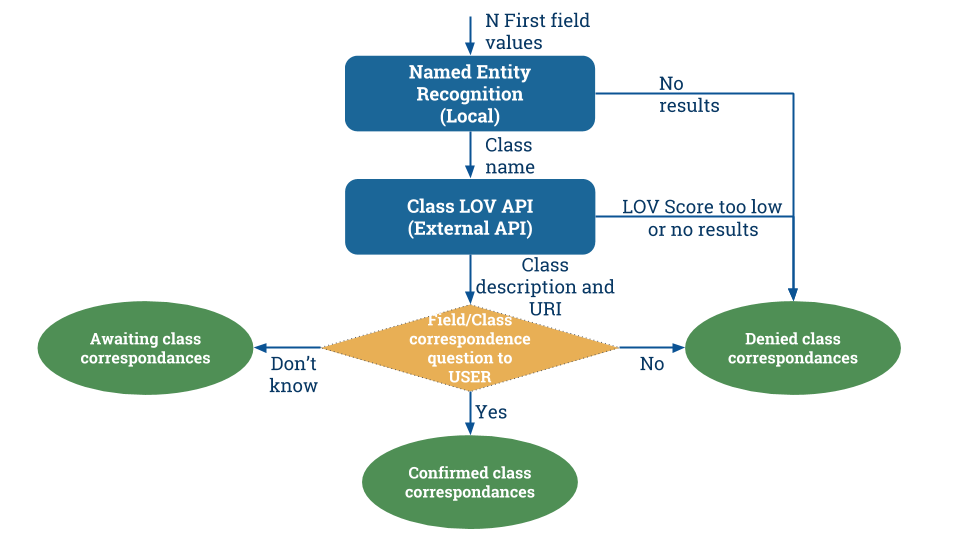 N First field
values
Named Entity
Recognition
(Local)
No
results
Class
name
Class LOV API
(External API)
LOV Score too low
or no results
Class
description and
URI
Field/Class
correspondence
question to
USER
Awaiting class
correspondances
Don't
know
No
Denied class
correspondances
Yes
Confirmed class
correspondances